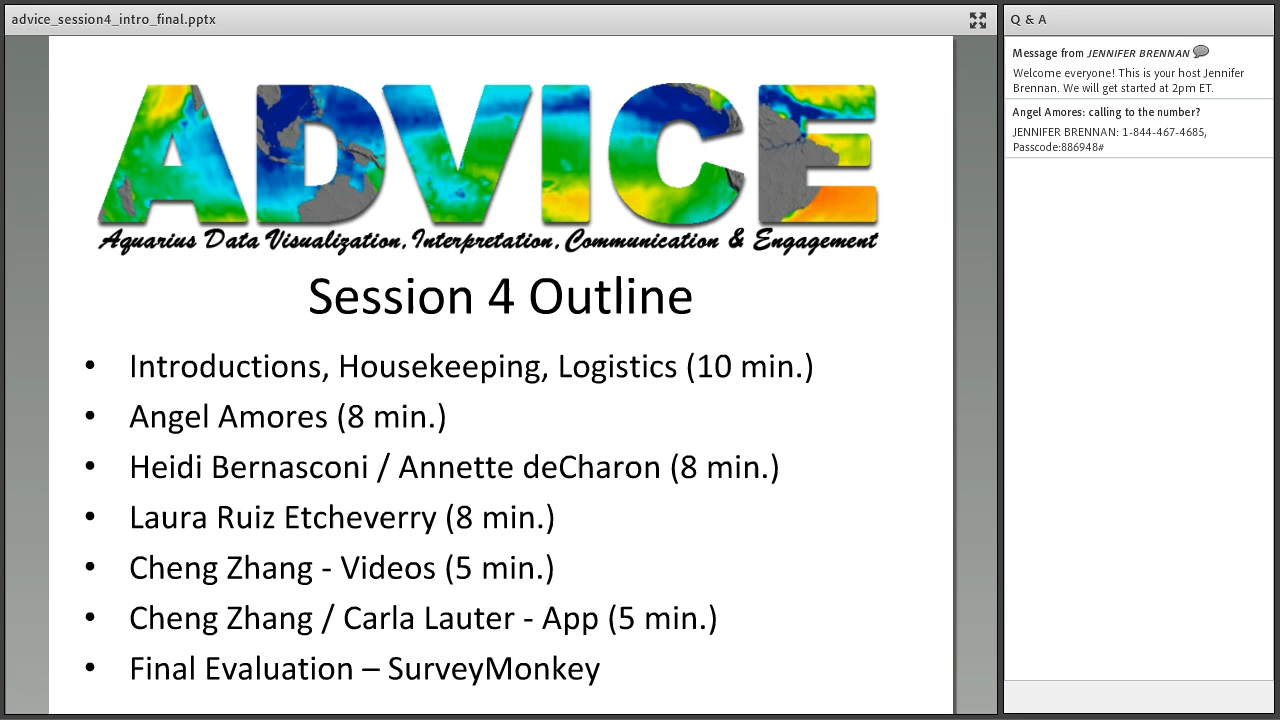 advice_session4_intro_final.pptx
ADVICE
Aquarius Data Visualization, Interpretation, Communication & Engagement
Session 4 Outline
• Introductions, Housekeeping, Logistics (10 min.)
• Angel Amores (8 min.)
• Heidi Bernasconi / Annette deCharon (8 min.)
• Laura Ruiz Etcheverry (8 min.)
• Cheng Zhang - Videos (5 min.)
• Cheng Zhang / Carla Lauter - App (5 min.)
• Final Evaluation – SurveyMonkey
Q & A
Message from JENNIFER BRENNAN
Welcome everyone! This is your host Jennifer
Brennan. We will get started at 2pm ET.
Angel Amores: calling to the number?
JENNIFER BRENNAN: 1-844-467-4685,
Passcode:886948#